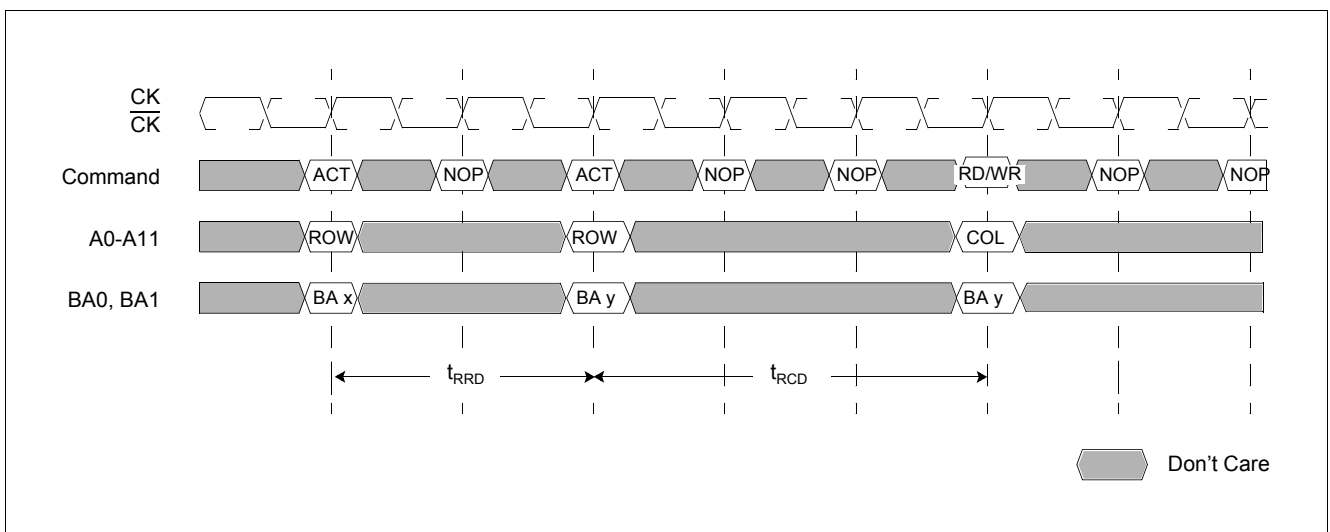 CK
CK
Command ACT NOP ACT NOP NOP RD/WR NOP NOP
A0-A11 ROW ROW COL
BA0, BA1 BA x BA y BA y
tRRD tRCD
Don't Care